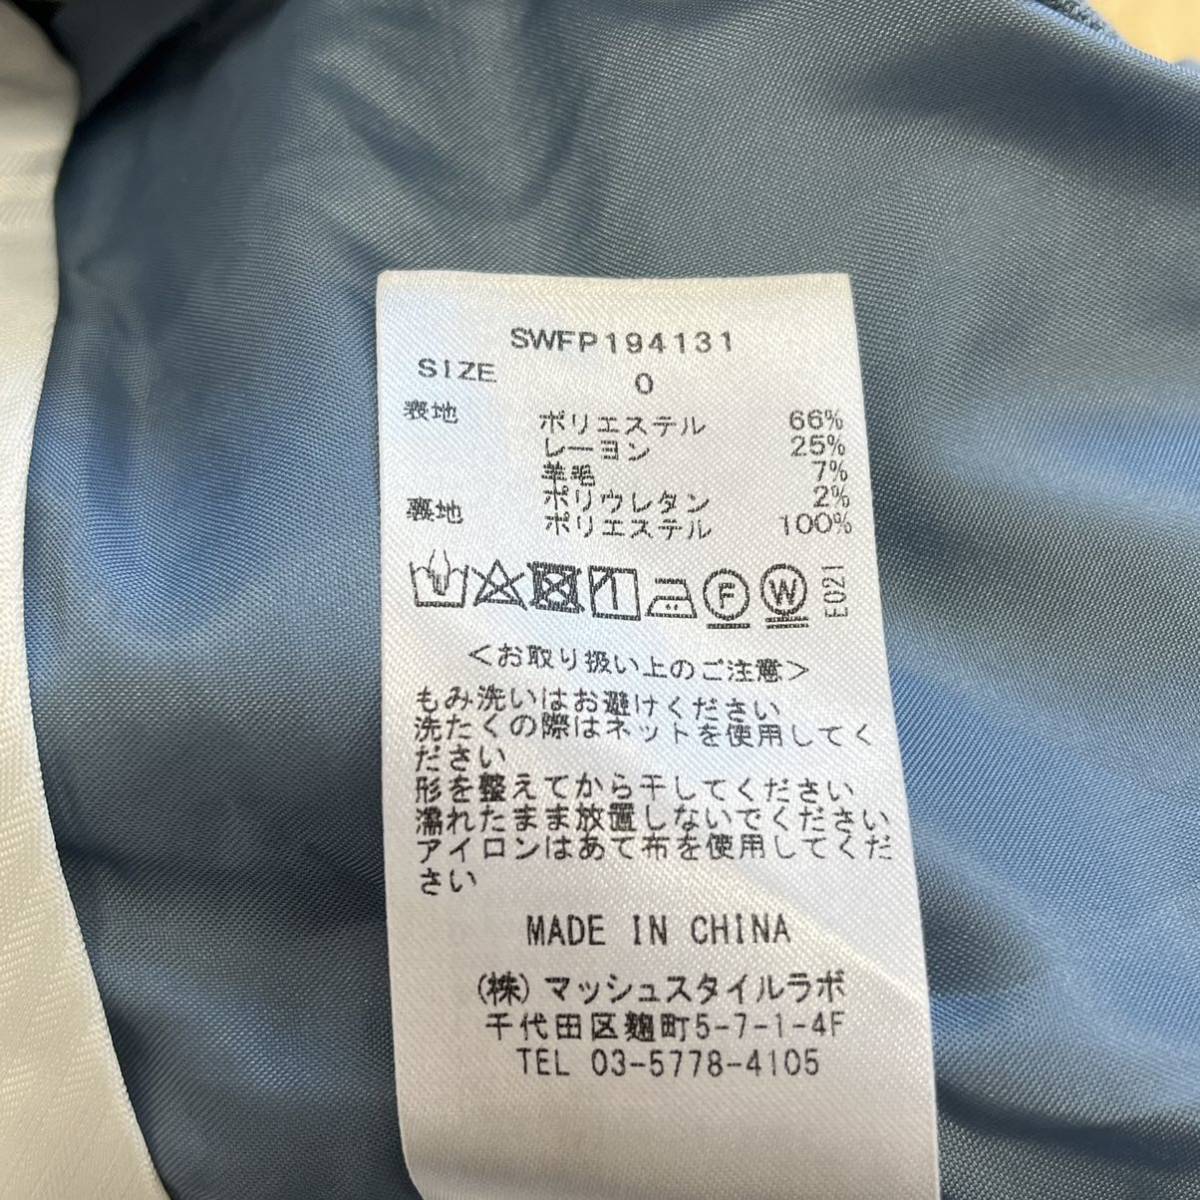 SWFP194131
SIZE 0
表地 ポリエステル 66%
レーヨン 25%
羊毛 7%
ポリウレタン 2%
裏地 ポリエステル 100%
F W E021
<お取り扱い上のご注意>
もみ洗いはお避けください
洗たくの際はネットを使用してく
ださい
形を整えてから干してください
濡れたまま放置しないでください
アイロンはあて布を使用してくだ
さい
MADE IN CHINA
(株)マッシュスタイルラボ
千代田区麹町5-7-1-4F
TEL 03-5778-4105